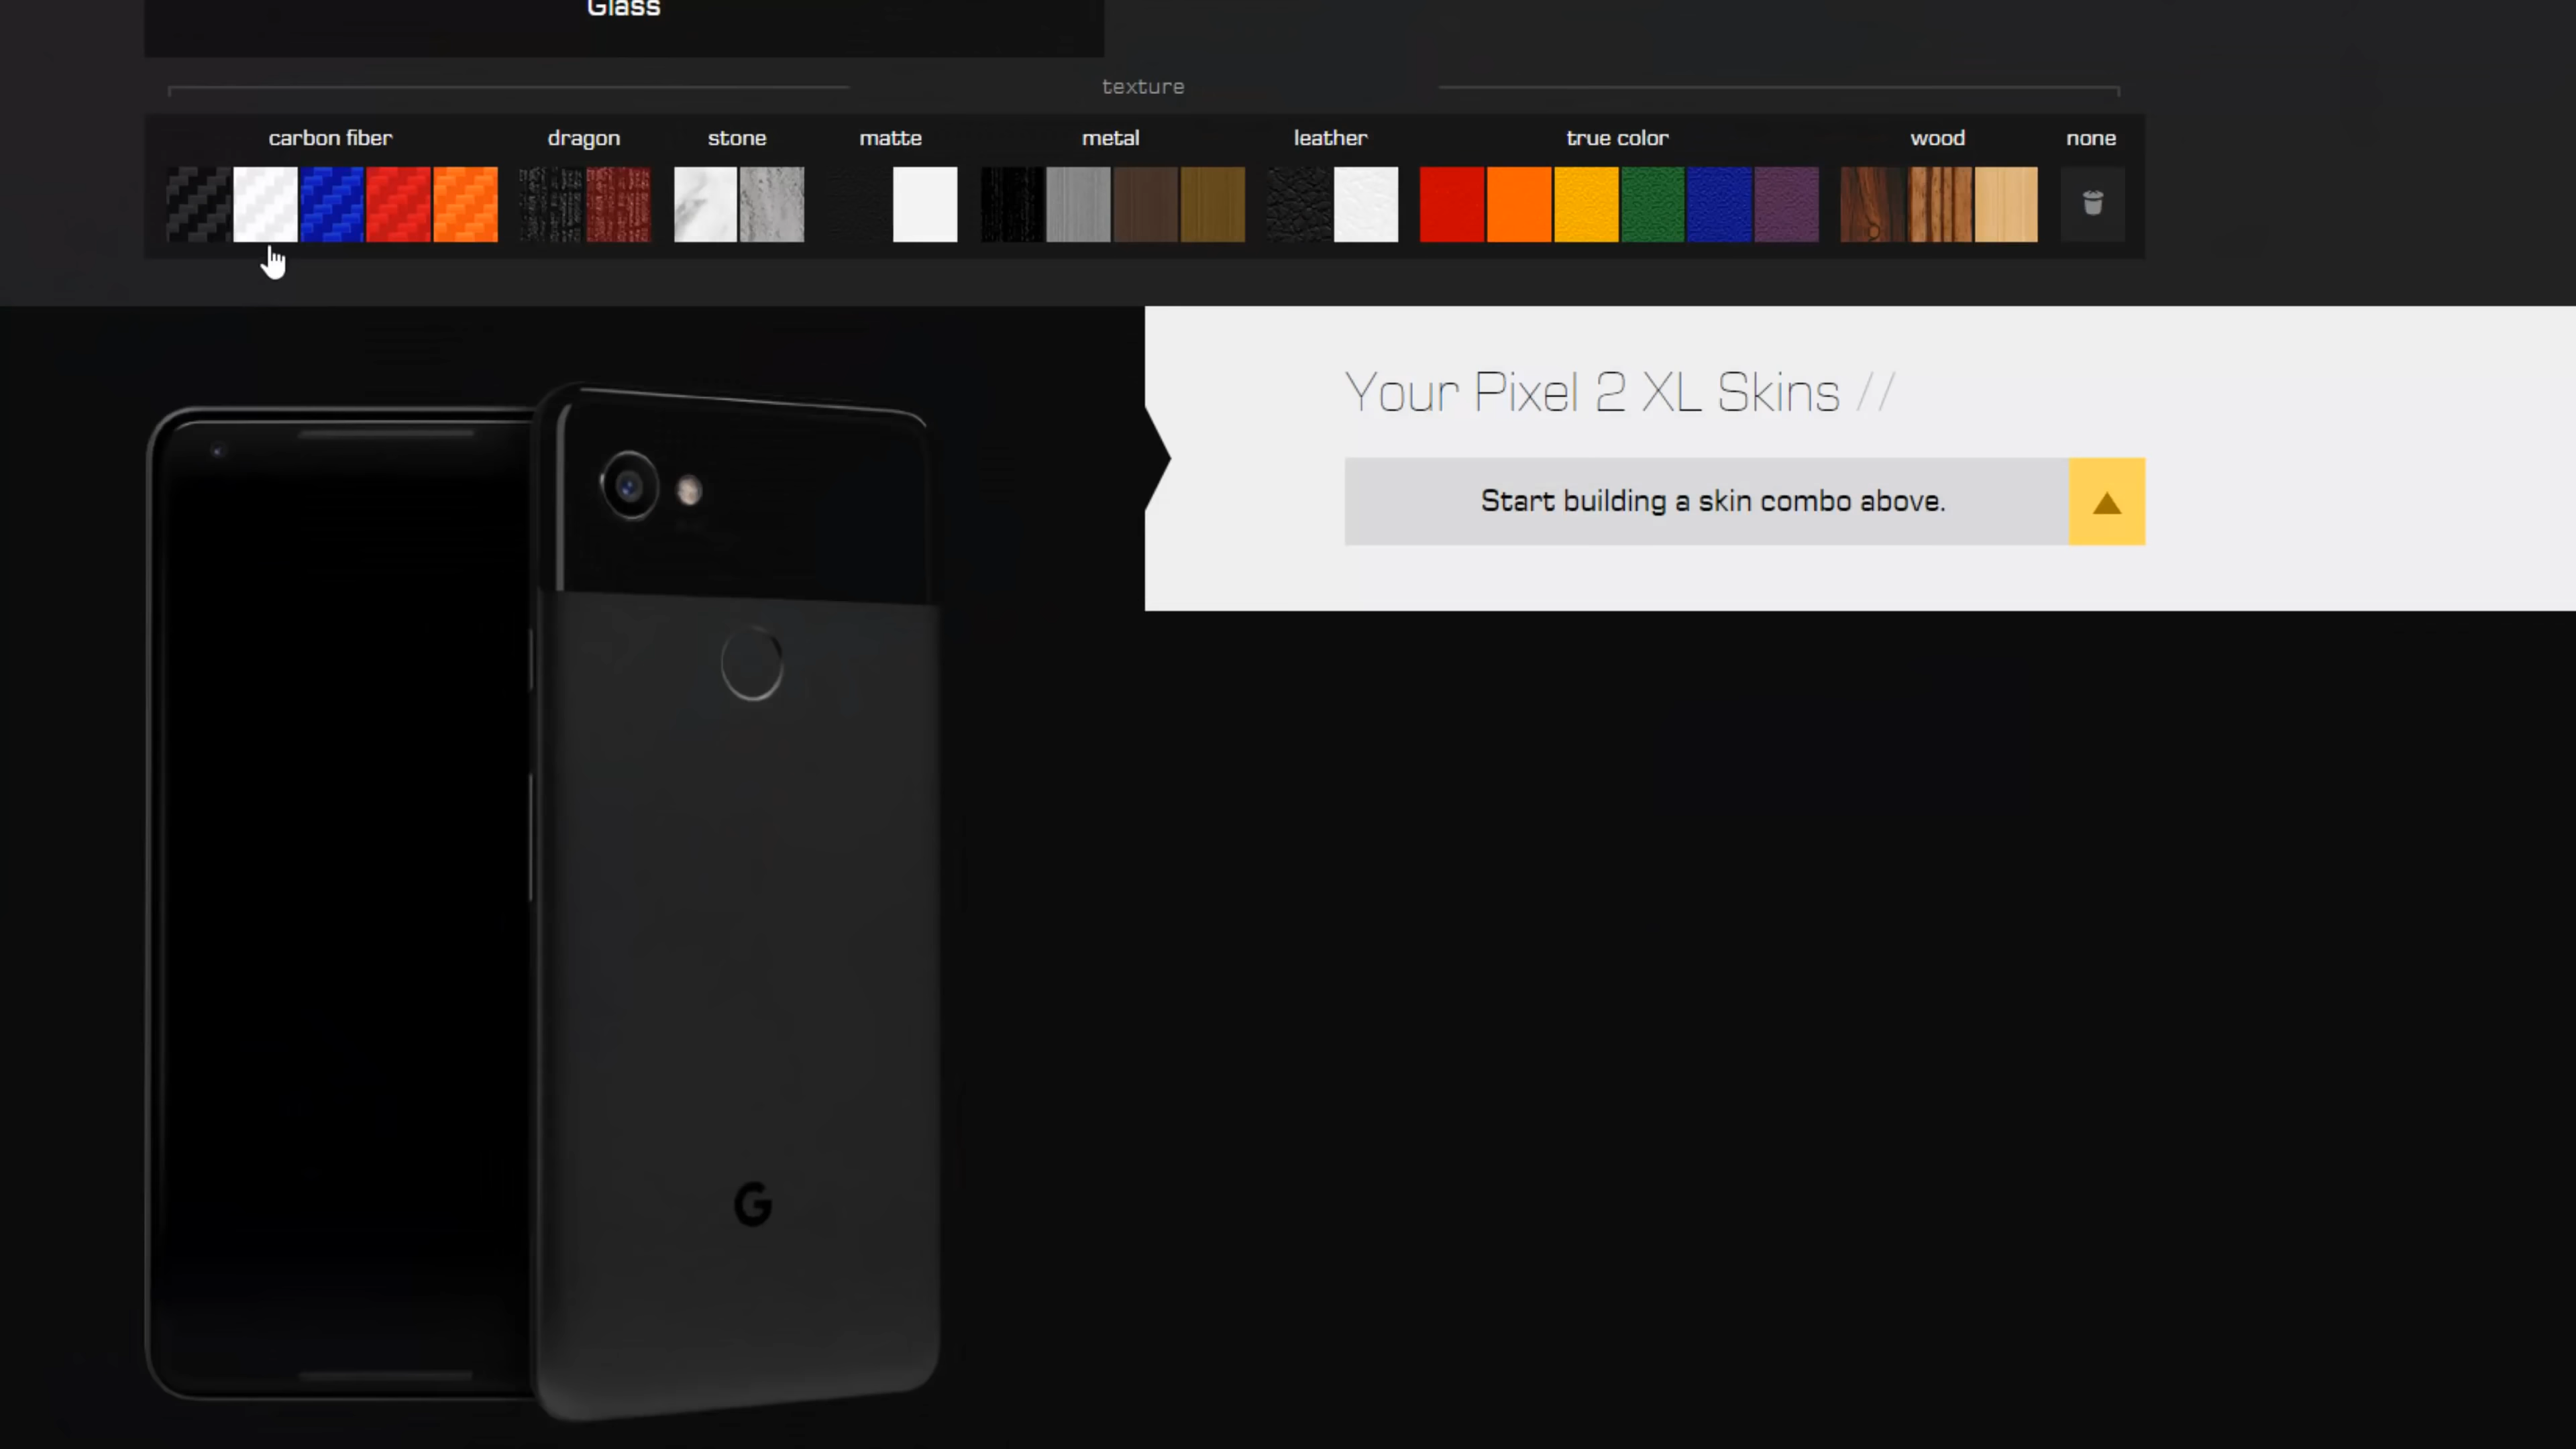 Glass
texture
carbon fiber
dragon
stone
matte
metal
leather
true color
wood
none
Your Pixel 2 XL Skins //
Start building a skin combo above.
G